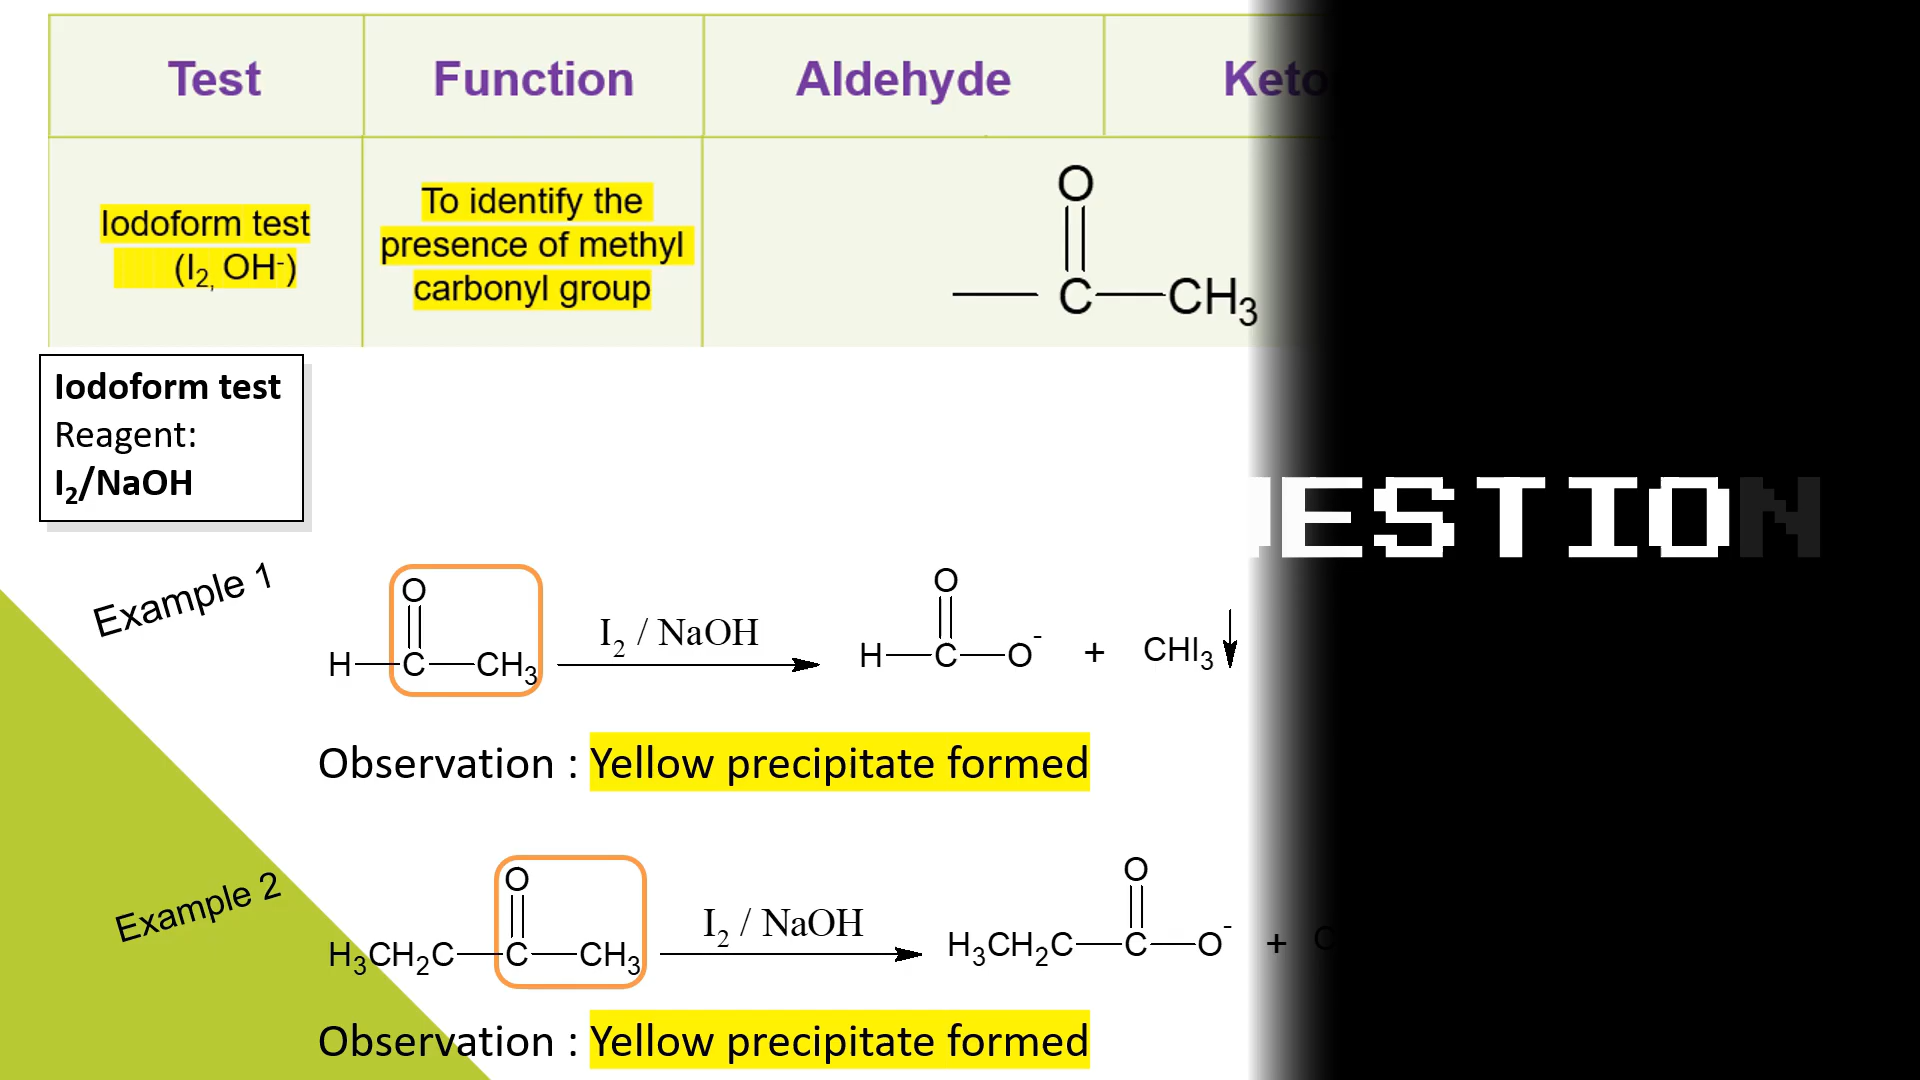 Test Function Aldehyde
Iodoform test
(I2, OH-)
To identify the
presence of methyl
carbonyl group
O
C CH3
Iodoform test
Reagent:
I2/NaOH
Example 1
O
H C CH3
I2 / NaOH
O
H C O- + CHI3
Observation : Yellow precipitate formed
Example 2
O
H3CH2C C CH3
I2 / NaOH
O
H3CH2C C O- + C
Observation : Yellow precipitate formed